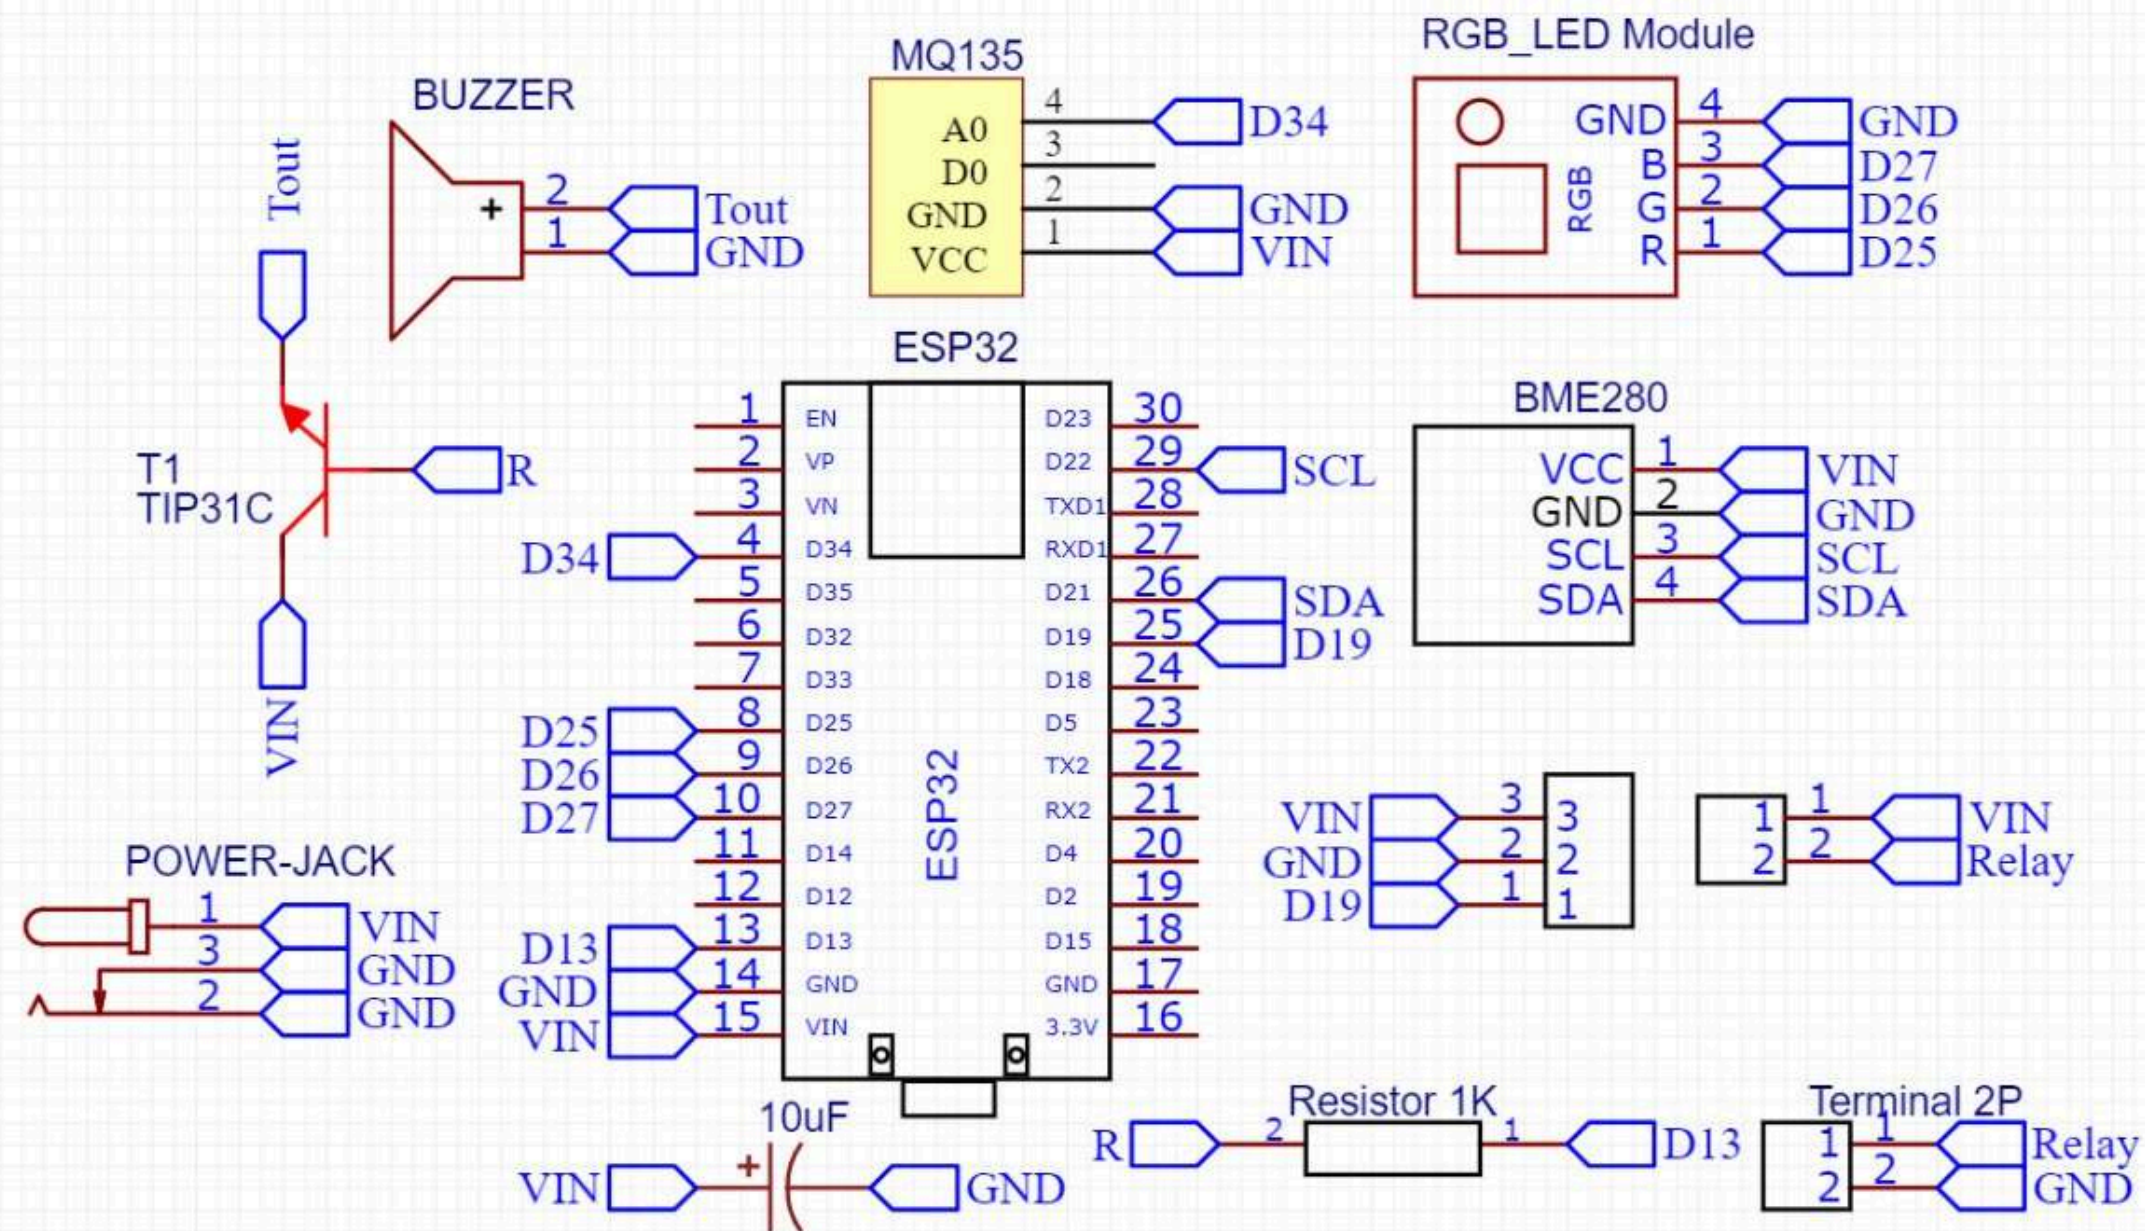 RGB_LED Module
MQ135
BUZZER
Tout
+
2 Tout
1 GND
A0 4 D34
D0 3
GND 2 GND
VCC 1 VIN
RGB
GND 4 GND
B 3 D27
G 2 D26
R 1 D25
T1
TIP31C
R
VIN
ESP32
ESP32
1 EN
2 VP
3 VN
D34 4 D34
5 D35
6 D32
7 D33
D25 8 D25
D26 9 D26
D27 10 D27
11 D14
12 D12
D13 13 D13
GND 14 GND
VIN 15 VIN
D23 30
D22 29 SCL
TXD1 28
RXD1 27
D21 26 SDA
D19 25 D19
D18 24
D5 23
TX2 22
RX2 21
D4 20
D2 19
D15 18
GND 17
3.3V 16
BME280
VCC 1 VIN
GND 2 GND
SCL 3 SCL
SDA 4 SDA
VIN 3 3
GND 2 2
D19 1 1
1 1 VIN
2 2 Relay
POWER-JACK
1 VIN
3 GND
2 GND
10uF
VIN + GND
Resistor 1K
R 2 1 D13
Terminal 2P
1 1 Relay
2 2 GND